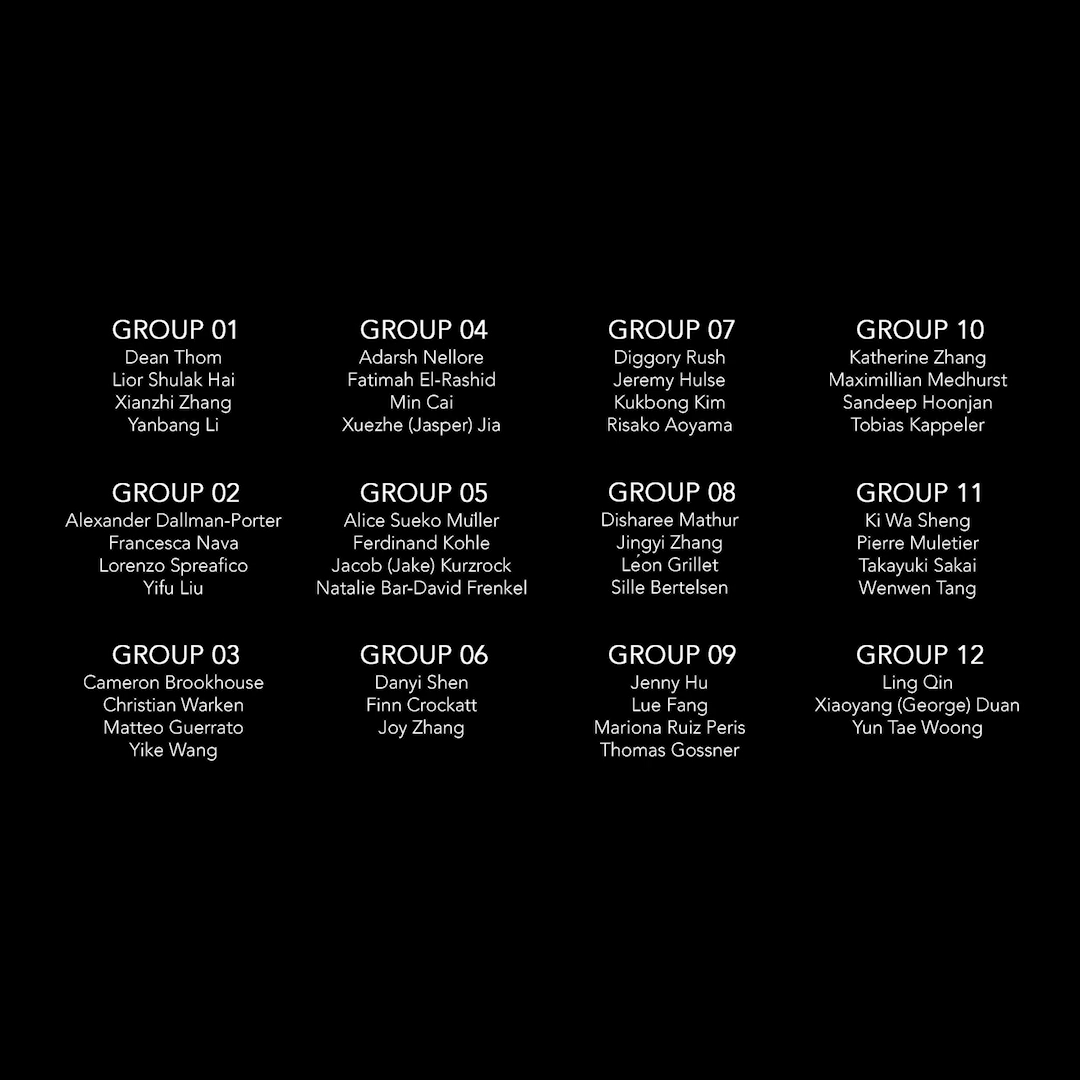 GROUP 01
Dean Thom
Lior Shulak Hai
Xianzhi Zhang
Yanbang Li
GROUP 02
Alexander Dallman-Porter
Francesca Nava
Lorenzo Spreafico
Yifu Liu
GROUP 03
Cameron Brookhouse
Christian Warken
Matteo Guerrato
Yike Wang
GROUP 04
Adarsh Nellore
Fatimah El-Rashid
Min Cai
Xuezhe (Jasper) Jia
GROUP 05
Alice Sueko Müller
Ferdinand Kohle
Jacob (Jake) Kurzrock
Natalie Bar-David Frenkel
GROUP 06
Danyi Shen
Finn Crockatt
Joy Zhang
GROUP 07
Diggory Rush
Jeremy Hulse
Kukbong Kim
Risako Aoyama
GROUP 08
Disharee Mathur
Jingyi Zhang
Léon Grillet
Sille Bertelsen
GROUP 09
Jenny Hu
Lue Fang
Mariona Ruiz Peris
Thomas Gossner
GROUP 10
Katherine Zhang
Maximillian Medhurst
Sandeep Hoonjan
Tobias Kappeler
GROUP 11
Ki Wa Sheng
Pierre Muletier
Takayuki Sakai
Wenwen Tang
GROUP 12
Ling Qin
Xiaoyang (George) Duan
Yun Tae Woong